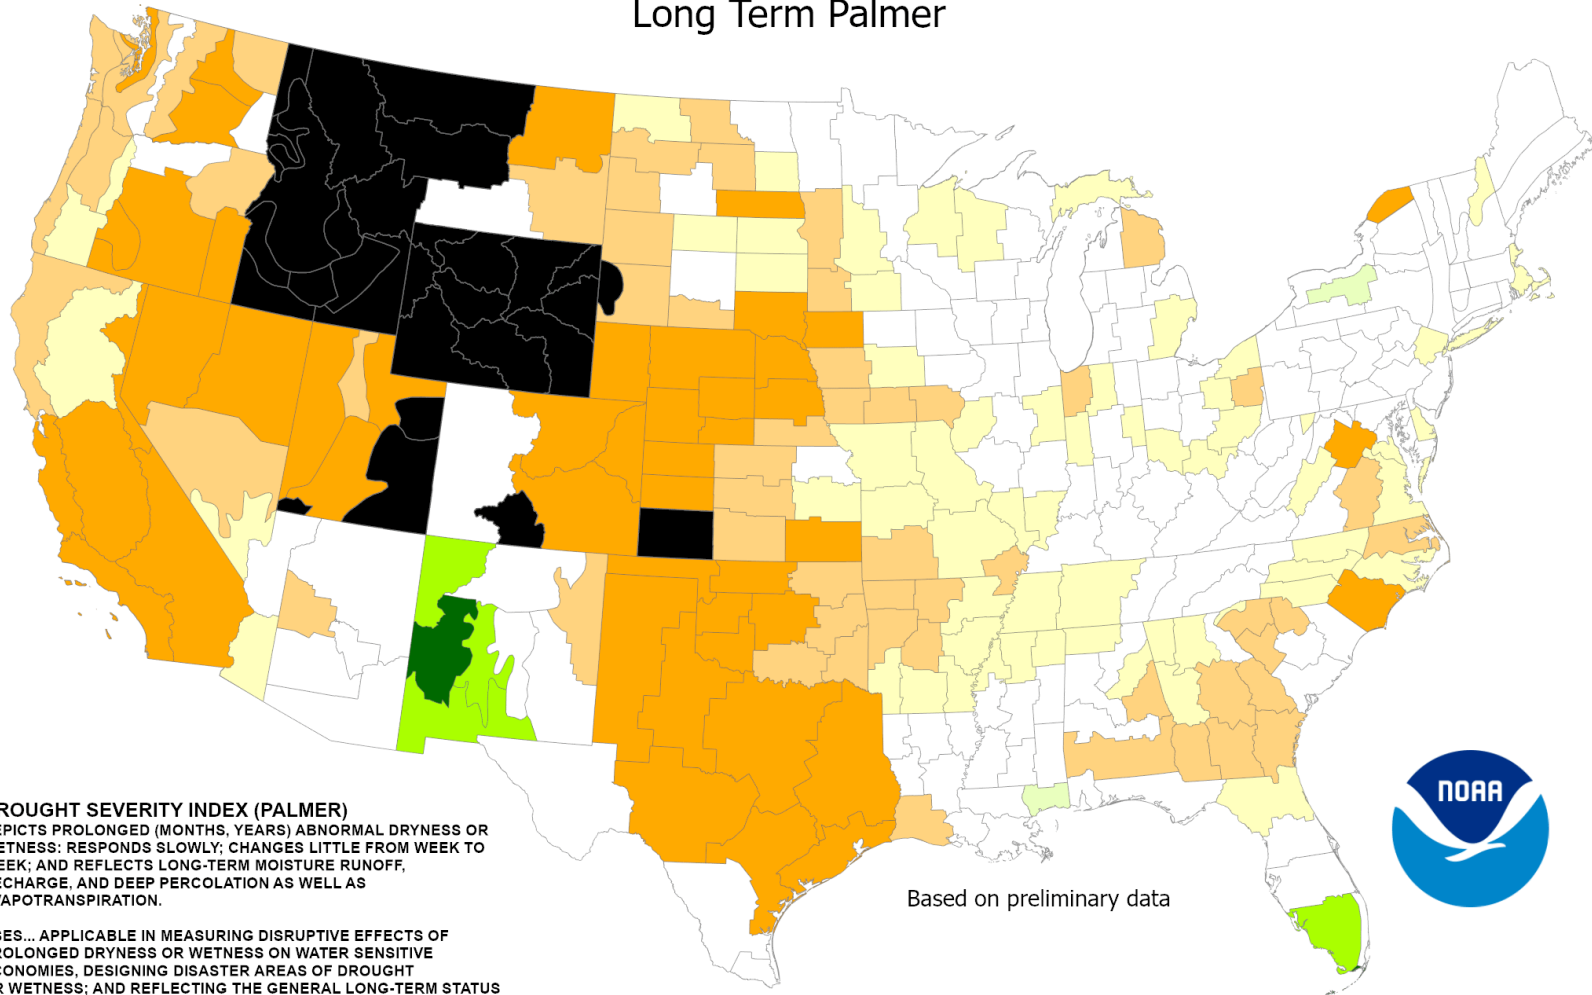 Long Term Palmer
NOAA
ROUGHT SEVERITY INDEX (PALMER)
EPICTS PROLONGED (MONTHS, YEARS) ABNORMAL DRYNESS OR
ETNESS: RESPONDS SLOWLY; CHANGES LITTLE FROM WEEK TO
EEK; AND REFLECTS LONG-TERM MOISTURE RUNOFF,
ECHARGE, AND DEEP PERCOLATION AS WELL AS
VAPOTRANSPIRATION.
Based on preliminary data
SES... APPLICABLE IN MEASURING DISRUPTIVE EFFECTS OF
ROLONGED DRYNESS OR WETNESS ON WATER SENSITIVE
CONOMIES, DESIGNING DISASTER AREAS OF DROUGHT
R WETNESS; AND REFLECTING THE GENERAL LONG-TERM STATUS